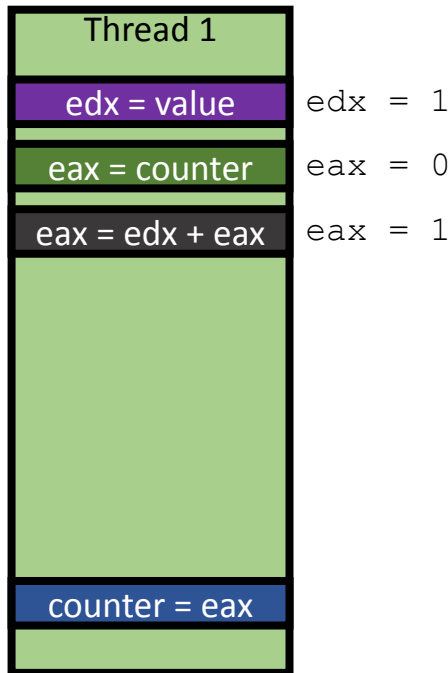 Thread 1
edx = value edx = 1
eax = counter eax = 0
eax = edx + eax eax = 1
counter = eax